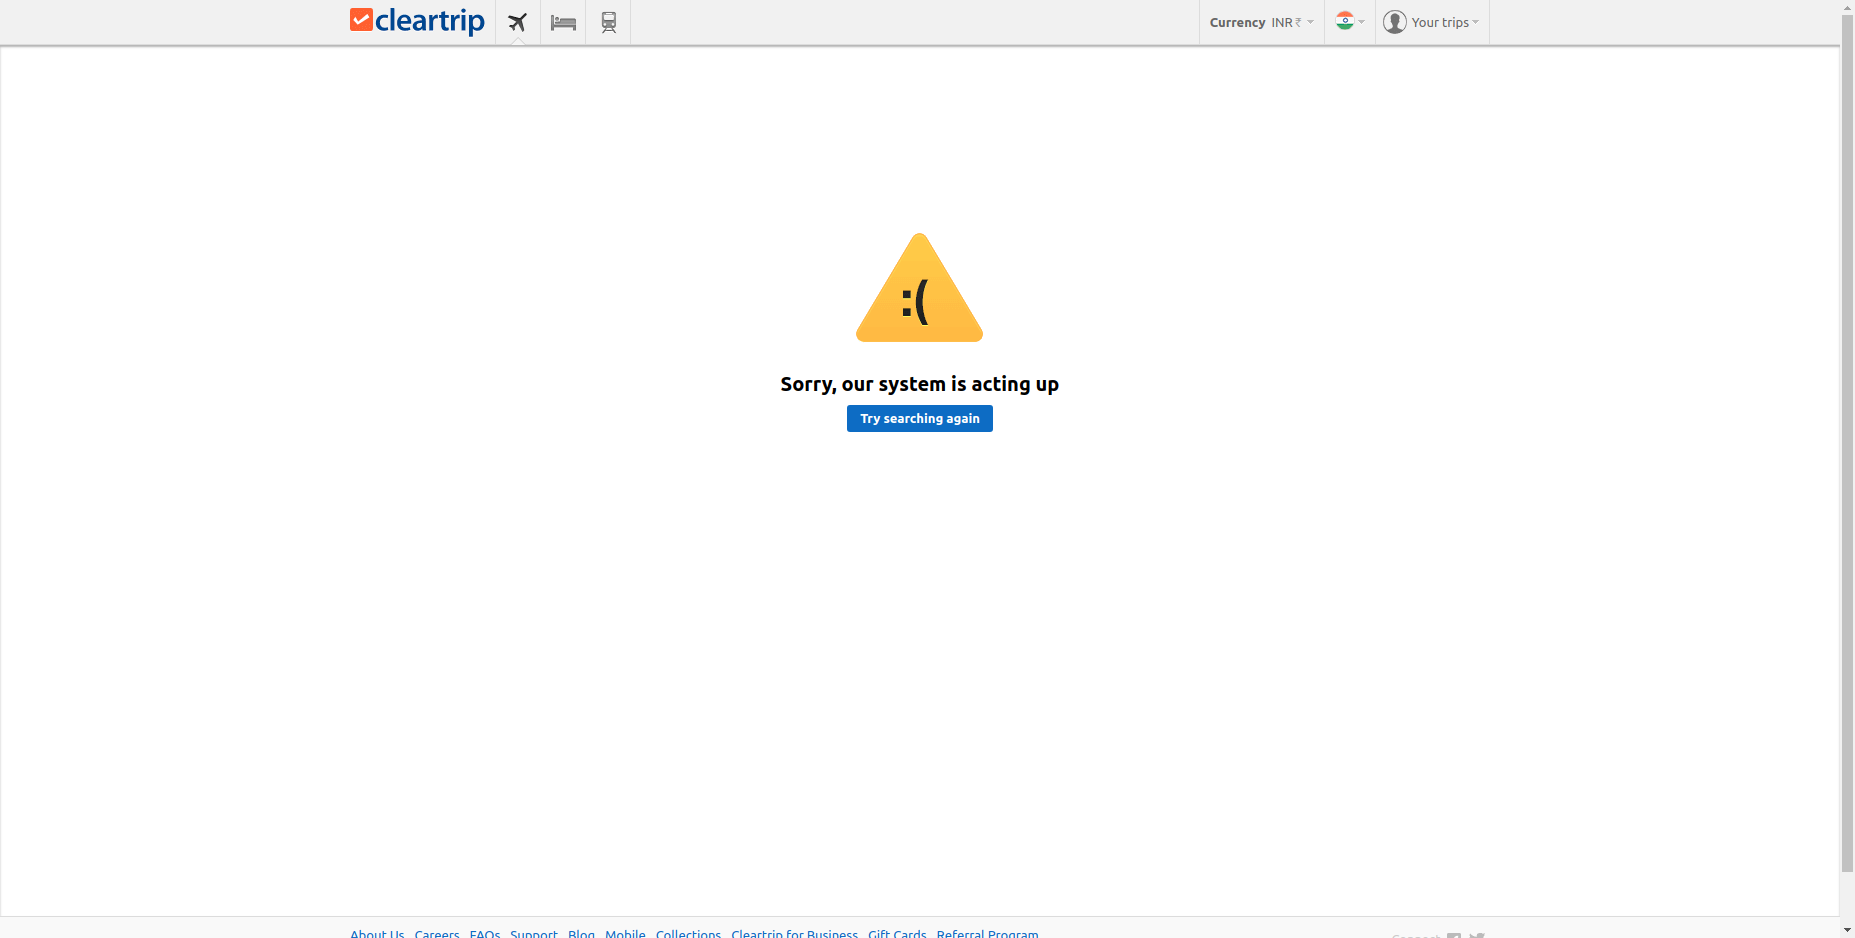 cleartrip
Currency INR ₹
Your trips
:(
Sorry, our system is acting up
Try searching again
About Us Careers FAQs Support Blog Mobile Collections Cleartrip for Business Gift Cards Referral Program
Connect